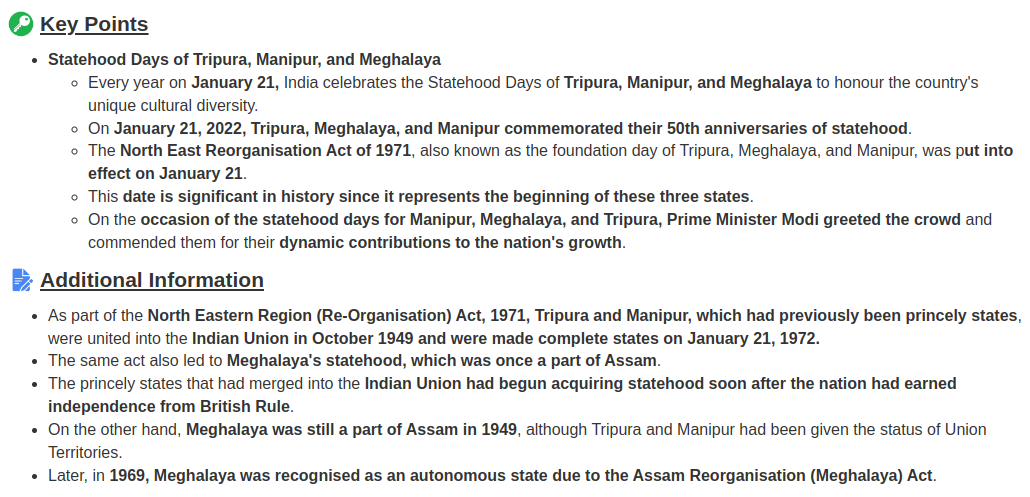 Key Points
Statehood Days of Tripura, Manipur, and Meghalaya
Every year on January 21, India celebrates the Statehood Days of Tripura, Manipur, and Meghalaya to honour the country's
unique cultural diversity.
On January 21, 2022, Tripura, Meghalaya, and Manipur commemorated their 50th anniversaries of statehood.
The North East Reorganisation Act of 1971, also known as the foundation day of Tripura, Meghalaya, and Manipur, was put into
effect on January 21.
This date is significant in history since it represents the beginning of these three states.
On the occasion of the statehood days for Manipur, Meghalaya, and Tripura, Prime Minister Modi greeted the crowd and
commended them for their dynamic contributions to the nation's growth.
Additional Information
As part of the North Eastern Region (Re-Organisation) Act, 1971, Tripura and Manipur, which had previously been princely states,
were united into the Indian Union in October 1949 and were made complete states on January 21, 1972.
The same act also led to Meghalaya's statehood, which was once a part of Assam.
The princely states that had merged into the Indian Union had begun acquiring statehood soon after the nation had earned
independence from British Rule.
On the other hand, Meghalaya was still a part of Assam in 1949, although Tripura and Manipur had been given the status of Union
Territories.
Later, in 1969, Meghalaya was recognised as an autonomous state due to the Assam Reorganisation (Meghalaya) Act.